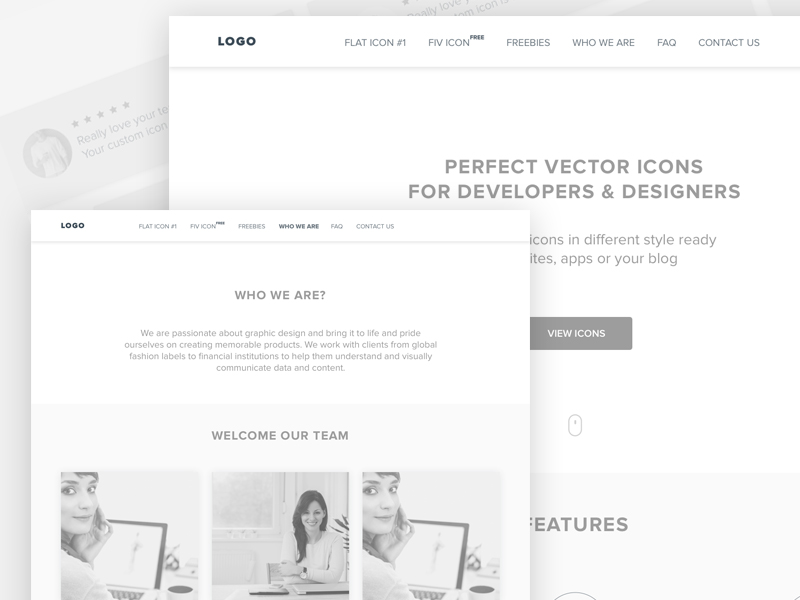 Really love your te
Your custom icon
custom icon is
LOGO
FLAT ICON #1 FIV ICON FREE FREEBIES WHO WE ARE FAQ CONTACT US
PERFECT VECTOR ICONS
FOR DEVELOPERS & DESIGNERS
icons in different style ready
ites, apps or your blog
VIEW ICONS
FEATURES
LOGO
FLAT ICON #1 FIV ICON FREE FREEBIES WHO WE ARE FAQ CONTACT US
WHO WE ARE?
We are passionate about graphic design and bring it to life and pride
ourselves on creating memorable products. We work with clients from global
fashion labels to financial institutions to help them understand and visually
communicate data and content.
WELCOME OUR TEAM